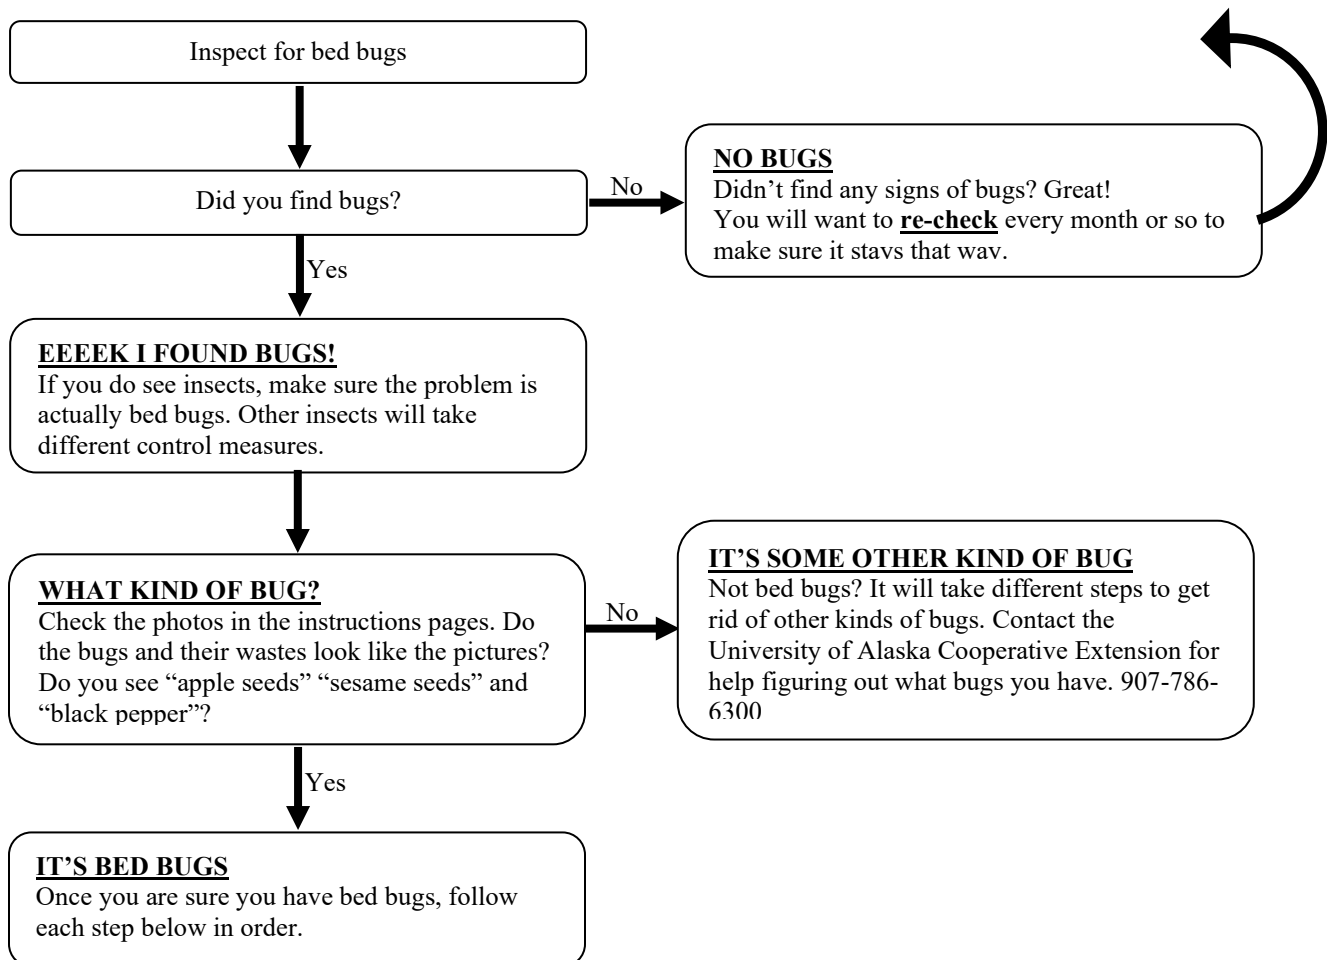 Inspect for bed bugs
Did you find bugs?
No
NO BUGS
Didn’t find any signs of bugs? Great!
You will want to re-check every month or so to
make sure it stays that way.
Yes
EEEEK I FOUND BUGS!
If you do see insects, make sure the problem is
actually bed bugs. Other insects will take
different control measures.
WHAT KIND OF BUG?
Check the photos in the instructions pages. Do
the bugs and their wastes look like the pictures?
Do you see “apple seeds” “sesame seeds” and
“black pepper”?
No
IT’S SOME OTHER KIND OF BUG
Not bed bugs? It will take different steps to get
rid of other kinds of bugs. Contact the
University of Alaska Cooperative Extension for
help figuring out what bugs you have. 907-786-
6300
Yes
IT’S BED BUGS
Once you are sure you have bed bugs, follow
each step below in order.